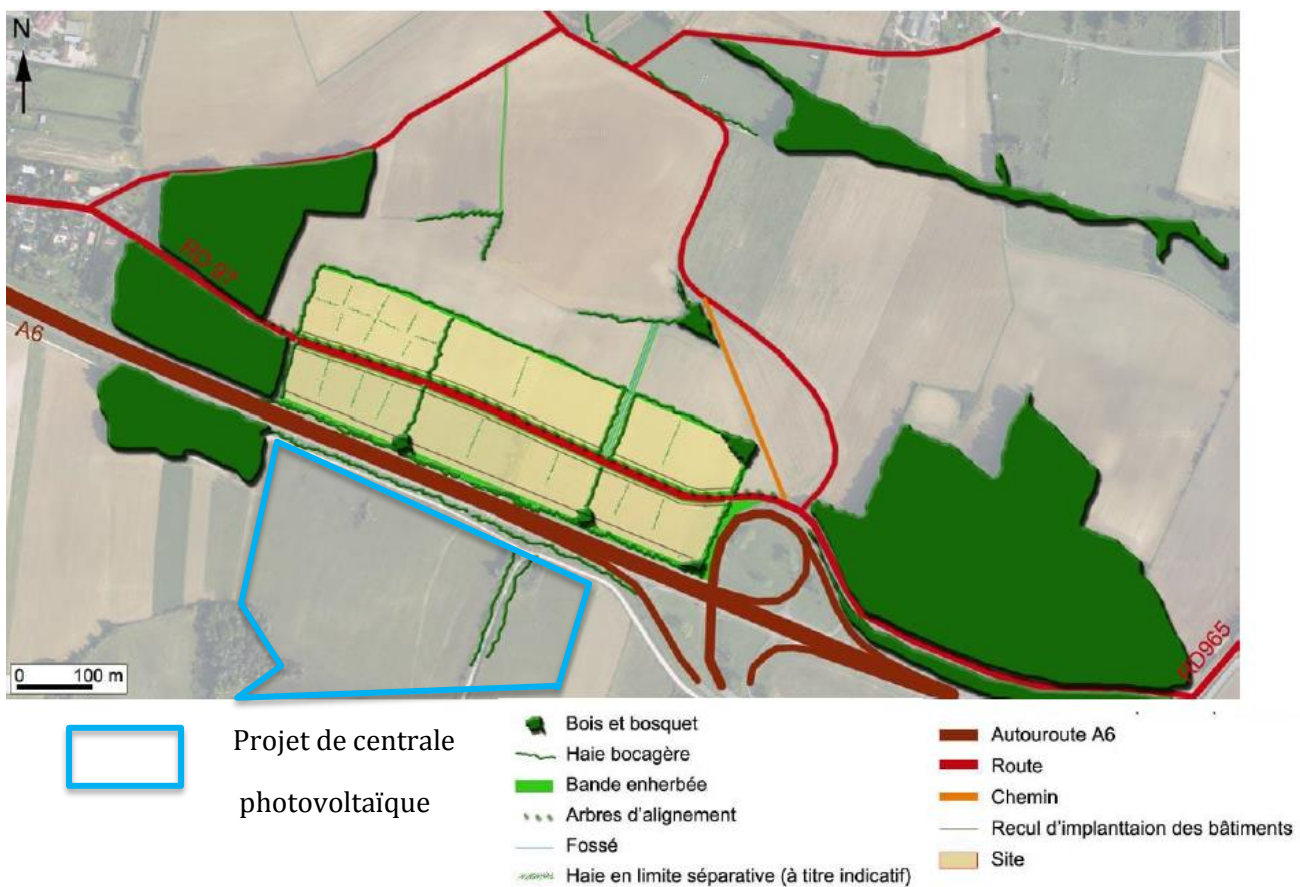 N
RD 97
A6
RD965
0 100 m
Projet de centrale
photovoltaïque
Bois et bosquet
Haie bocagère
Bande enherbée
Arbres d'alignement
Fossé
Haie en limite séparative (à titre indicatif)
Autouroute A6
Route
Chemin
Recul d'implanttaion des bâtiments
Site